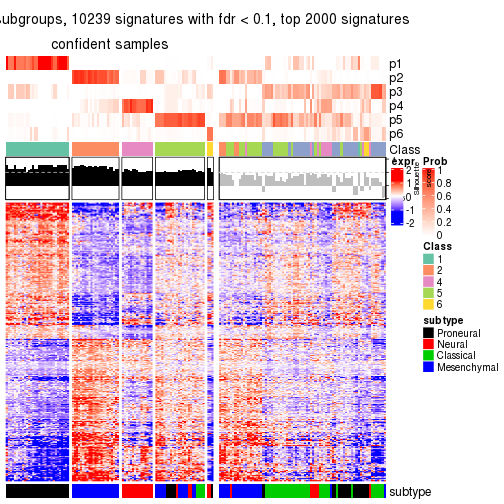 subgroups, 10239 signatures with fdr < 0.1, top 2000 signatures
confident samples
p1
p2
p3
p4
p5
p6
Class
expr
2
1
0
-1
-2
Silhouette
score
Prob
1
0.8
0.6
0.4
0.2
0
Class
1
2
4
5
6
subtype
Proneural
Neural
Classical
Mesenchymal
subtype